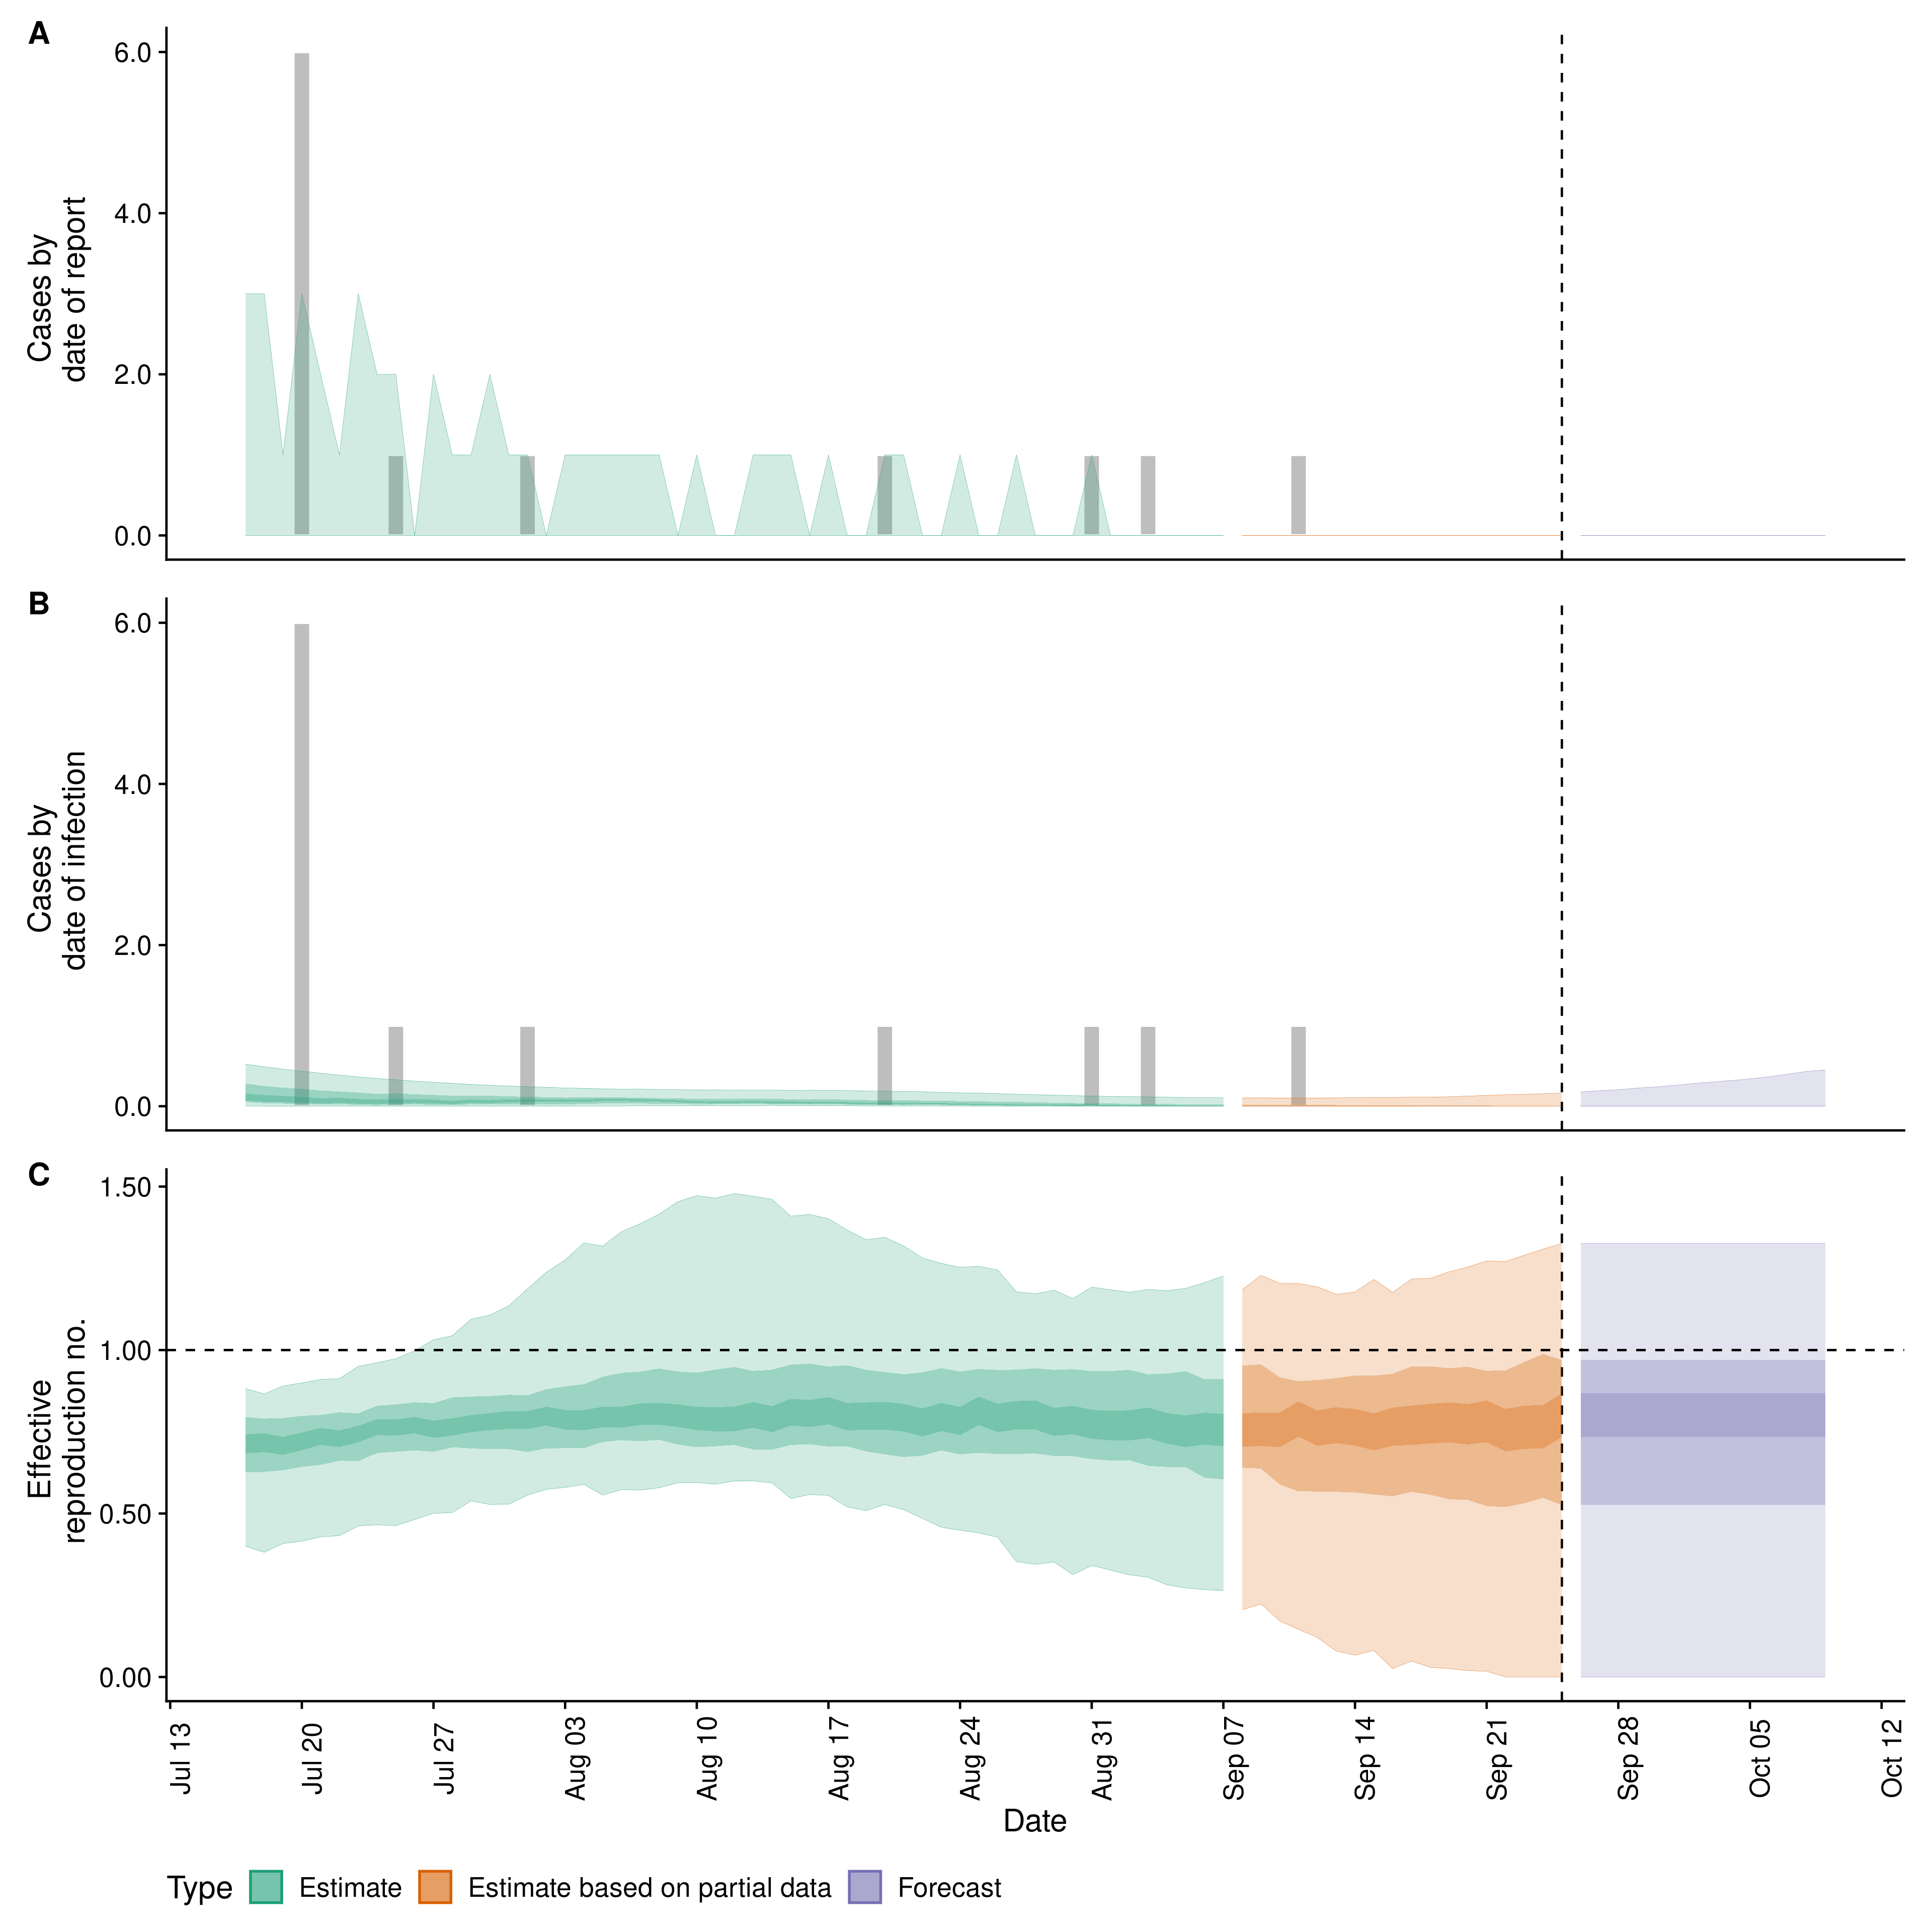 A
6.0
4.0
2.0
0.0
Cases by
date of report
B
6.0
4.0
2.0
0.0
Cases by
date of infection
C
1.50
1.00
0.50
0.00
Effective
reproduction no.
Jul 13
Jul 20
Jul 27
Aug 03
Aug 10
Aug 17
Aug 24
Aug 31
Sep 07
Sep 14
Sep 21
Sep 28
Oct 05
Oct 12
Date
Type Estimate Estimate based on partial data Forecast